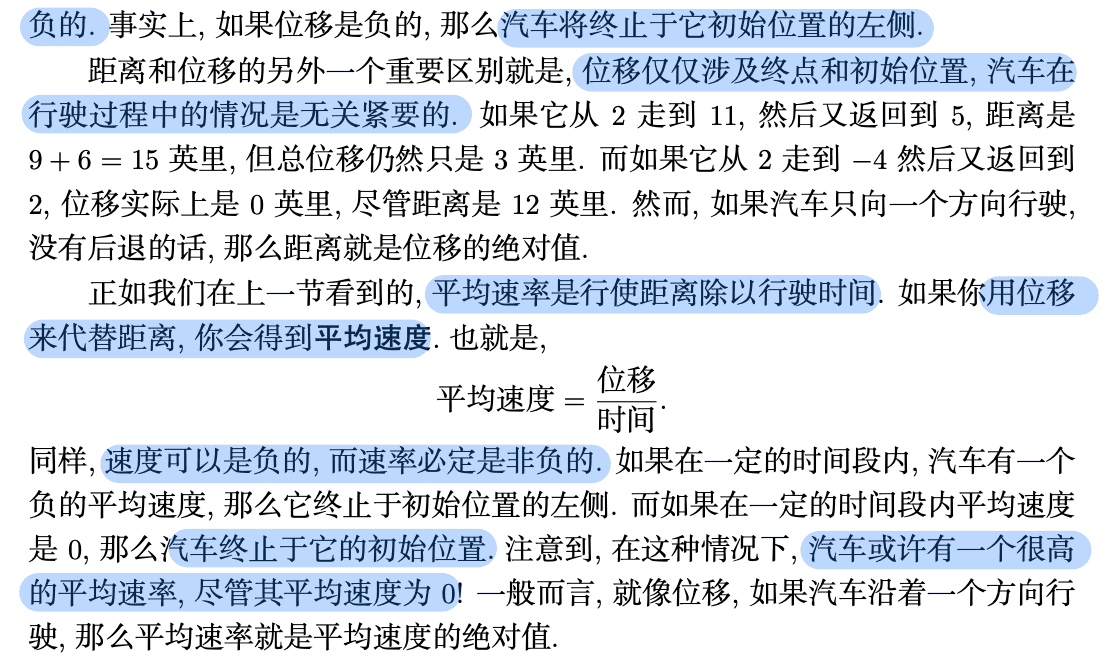 负的. 事实上, 如果位移是负的, 那么汽车将终止于它初始位置的左侧.
距离和位移的另外一个重要区别就是, 位移仅仅涉及终点和初始位置, 汽车在
行驶过程中的情况是无关紧要的. 如果它从 2 走到 11, 然后又返回到 5, 距离是
9 + 6 = 15 英里, 但总位移仍然只是 3 英里. 而如果它从 2 走到 −4 然后又返回到
2, 位移实际上是 0 英里, 尽管距离是 12 英里. 然而, 如果汽车只向一个方向行驶,
没有后退的话, 那么距离就是位移的绝对值.
正如我们在上一节看到的, 平均速率是行使距离除以行驶时间. 如果你用位移
来代替距离, 你会得到平均速度. 也就是,
平均速度 = 位移/时间.
同样, 速度可以是负的, 而速率必定是非负的. 如果在一定的时间段内, 汽车有一个
负的平均速度, 那么它终止于初始位置的左侧. 而如果在一定的时间段内平均速度
是 0, 那么汽车终止于它的初始位置. 注意到, 在这种情况下, 汽车或许有一个很高
的平均速率, 尽管其平均速度为 0! 一般而言, 就像位移, 如果汽车沿着一个方向行
驶, 那么平均速率就是平均速度的绝对值.